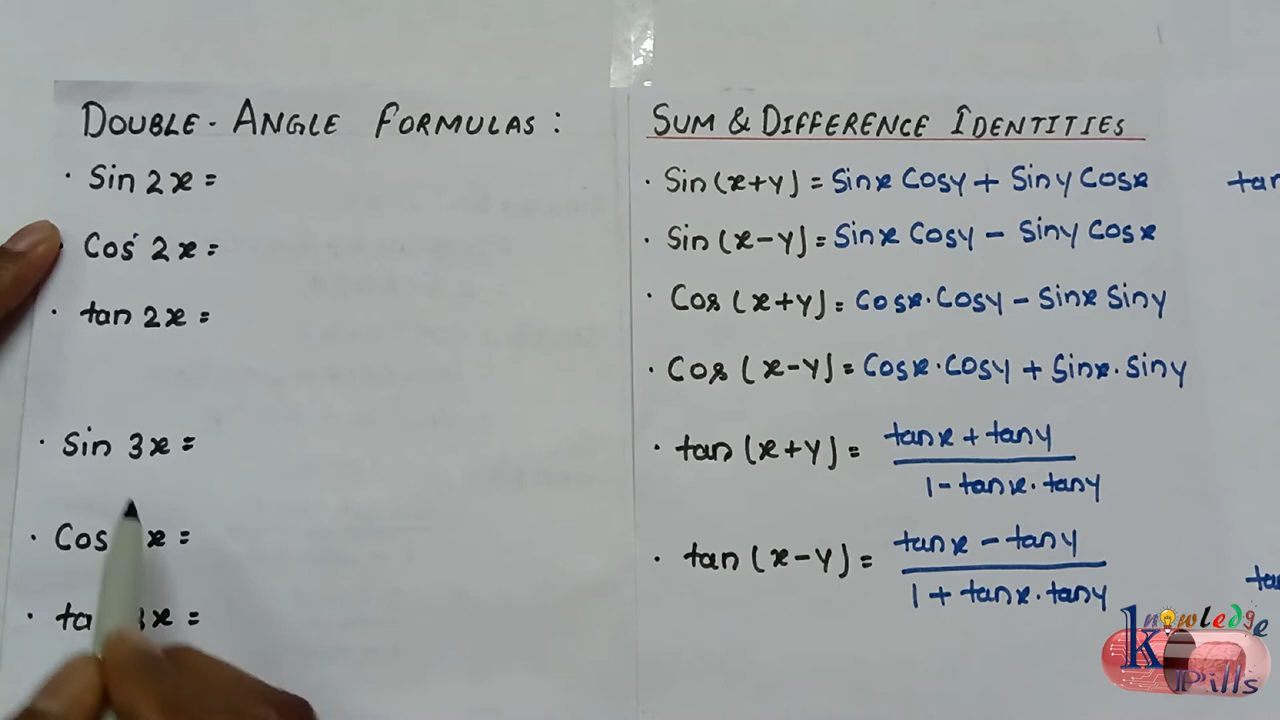 DOUBLE-ANGLE FORMULAS:
· Sin 2x =
· Cos 2x =
· tan 2x =
· Sin 3x =
· Cos x =
· x =
SUM & DIFFERENCE IDENTITIES
· Sin(x+y) = Sinx Cosy + Siny Cosx
· Sin(x-y) = Sinx Cosy - Siny Cosx
· Cos(x+y) = Cosx·Cosy - Sinx Siny
· Cos(x-y) = Cosx·Cosy + Sinx·Siny
· tan(x+y) = tanx + tany
1 - tanx·tany
· tan(x-y) = tanx - tany
1 + tanx·tany
knowledge
Pills